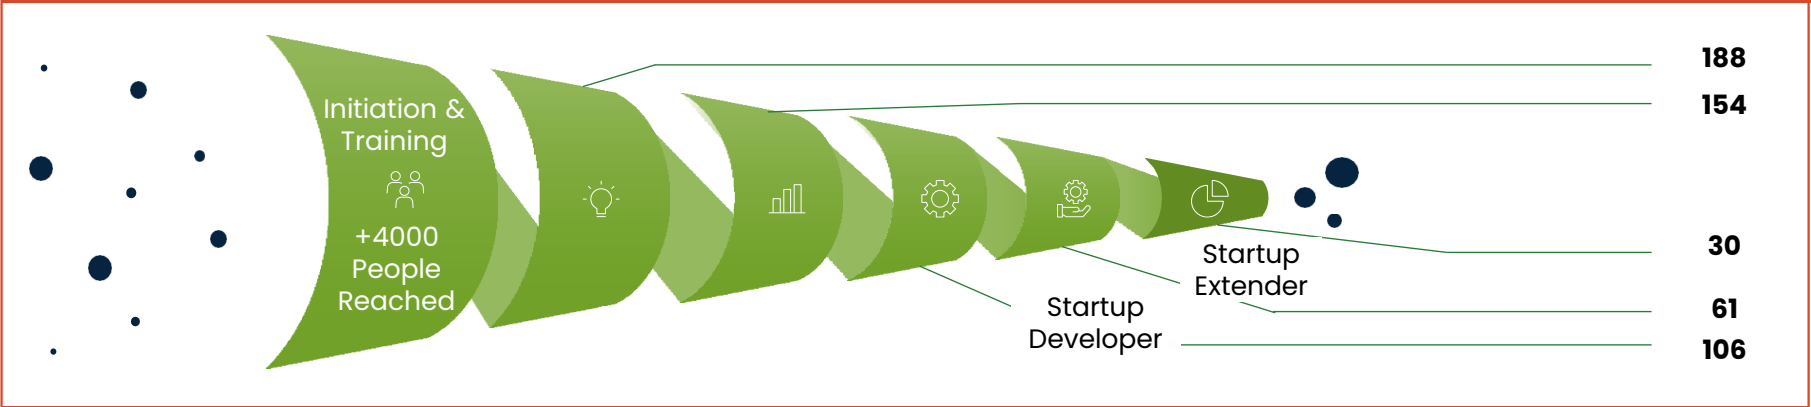 Initiation &
Training
+4000
People
Reached
188
154
Startup
Extender
30
Startup
Developer
61
106